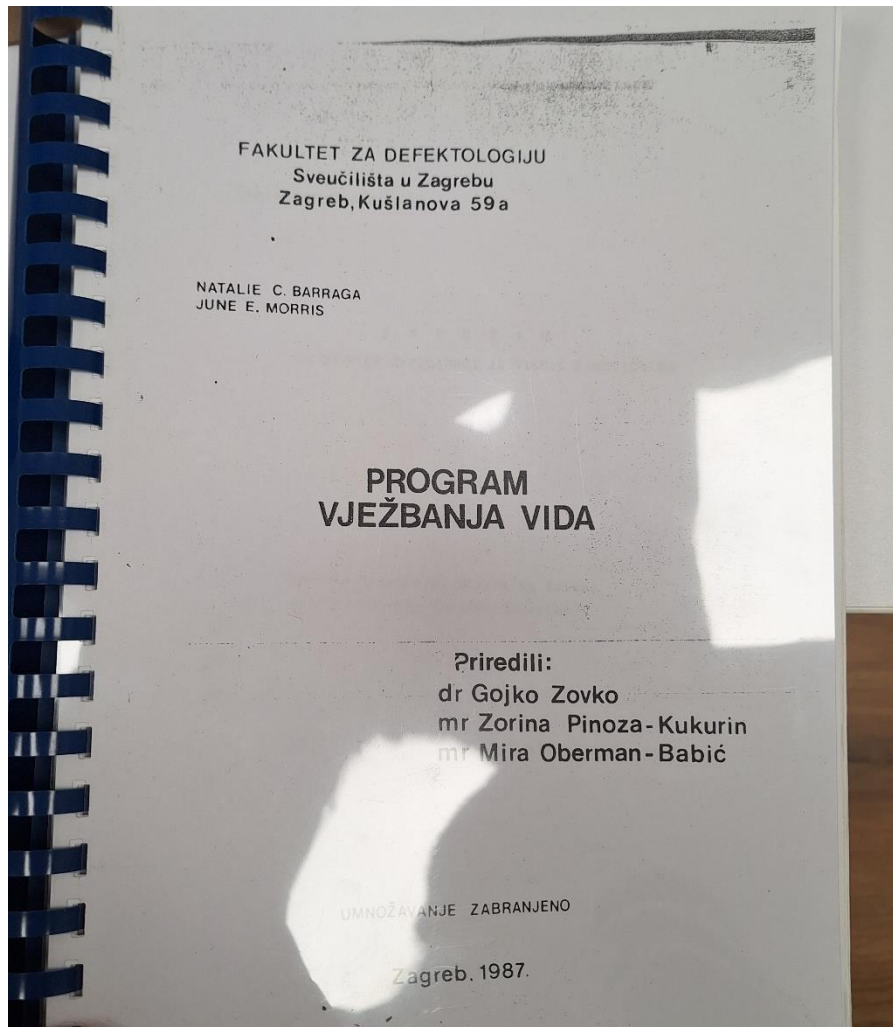 FAKULTET ZA DEFEKTOLOGIJU
Sveučilišta u Zagrebu
Zagreb, Kušlanova 59a
NATALIE C. BARRAGA
JUNE E. MORRIS
PROGRAM
VJEŽBANJA VIDA
Priredili:
dr Gojko Zovko
mr Zorina Pinoza-Kukurin
mr Mira Oberman-Babić
UMNOŽAVANJE ZABRANJENO
Zagreb. 1987.